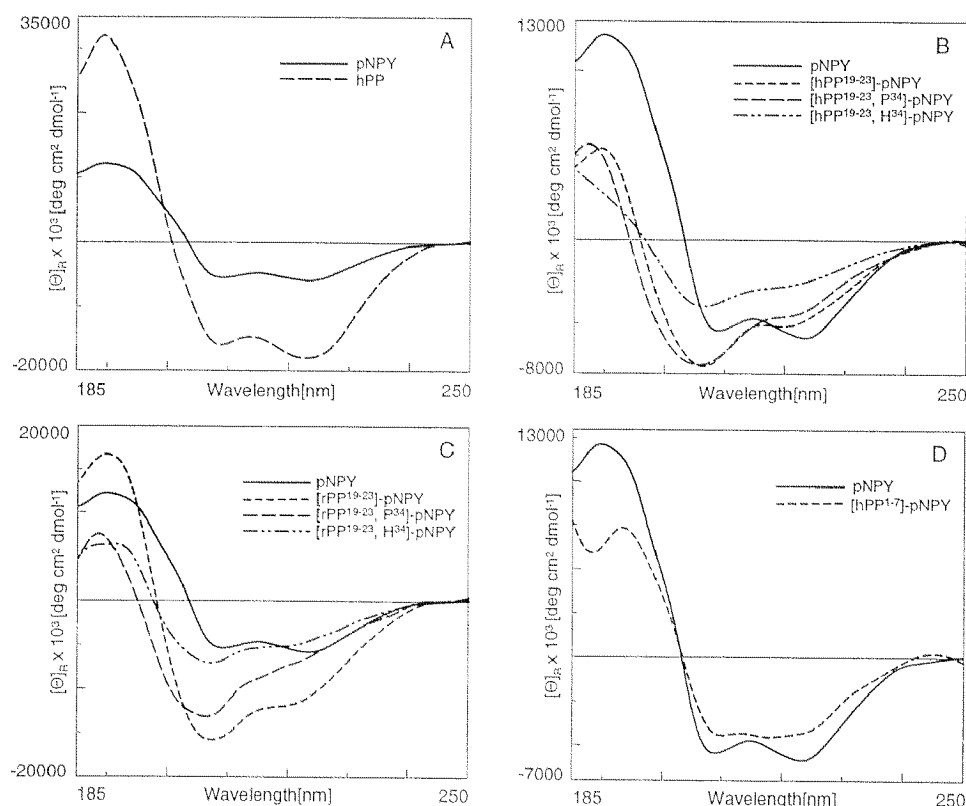 35000
A
pNPY
hPP
[Θ]R x 10³ [deg cm² dmol⁻¹]
-20000
185
Wavelength[nm]
250
13000
B
pNPY
[hPP¹⁹⁻²³]-pNPY
[hPP¹⁹⁻²³, P³⁴]-pNPY
[hPP¹⁹⁻²³, H³⁴]-pNPY
[Θ]R x 10³ [deg cm² dmol⁻¹]
-8000
185
Wavelength[nm]
250
20000
C
pNPY
[rPP¹⁹⁻²³]-pNPY
[rPP¹⁹⁻²³, P³⁴]-pNPY
[rPP¹⁹⁻²³, H³⁴]-pNPY
[Θ]R x 10³ [deg cm² dmol⁻¹]
-20000
185
Wavelength[nm]
250
13000
D
pNPY
[hPP¹⁻⁷]-pNPY
[Θ]R x 10³ [deg cm² dmol⁻¹]
-7000
185
Wavelength[nm]
250